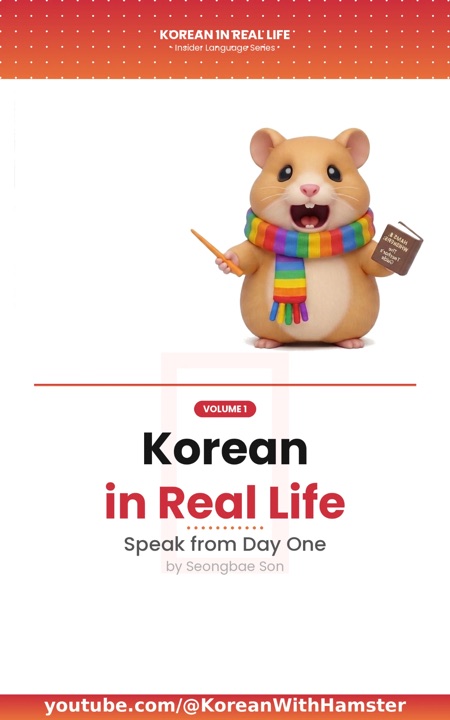 KOREAN IN REAL LIFE
• Insider Language Series •
VOLUME 1
Korean
in Real Life
Speak from Day One
by Seongbae Son
youtube.com/@KoreanWithHamster